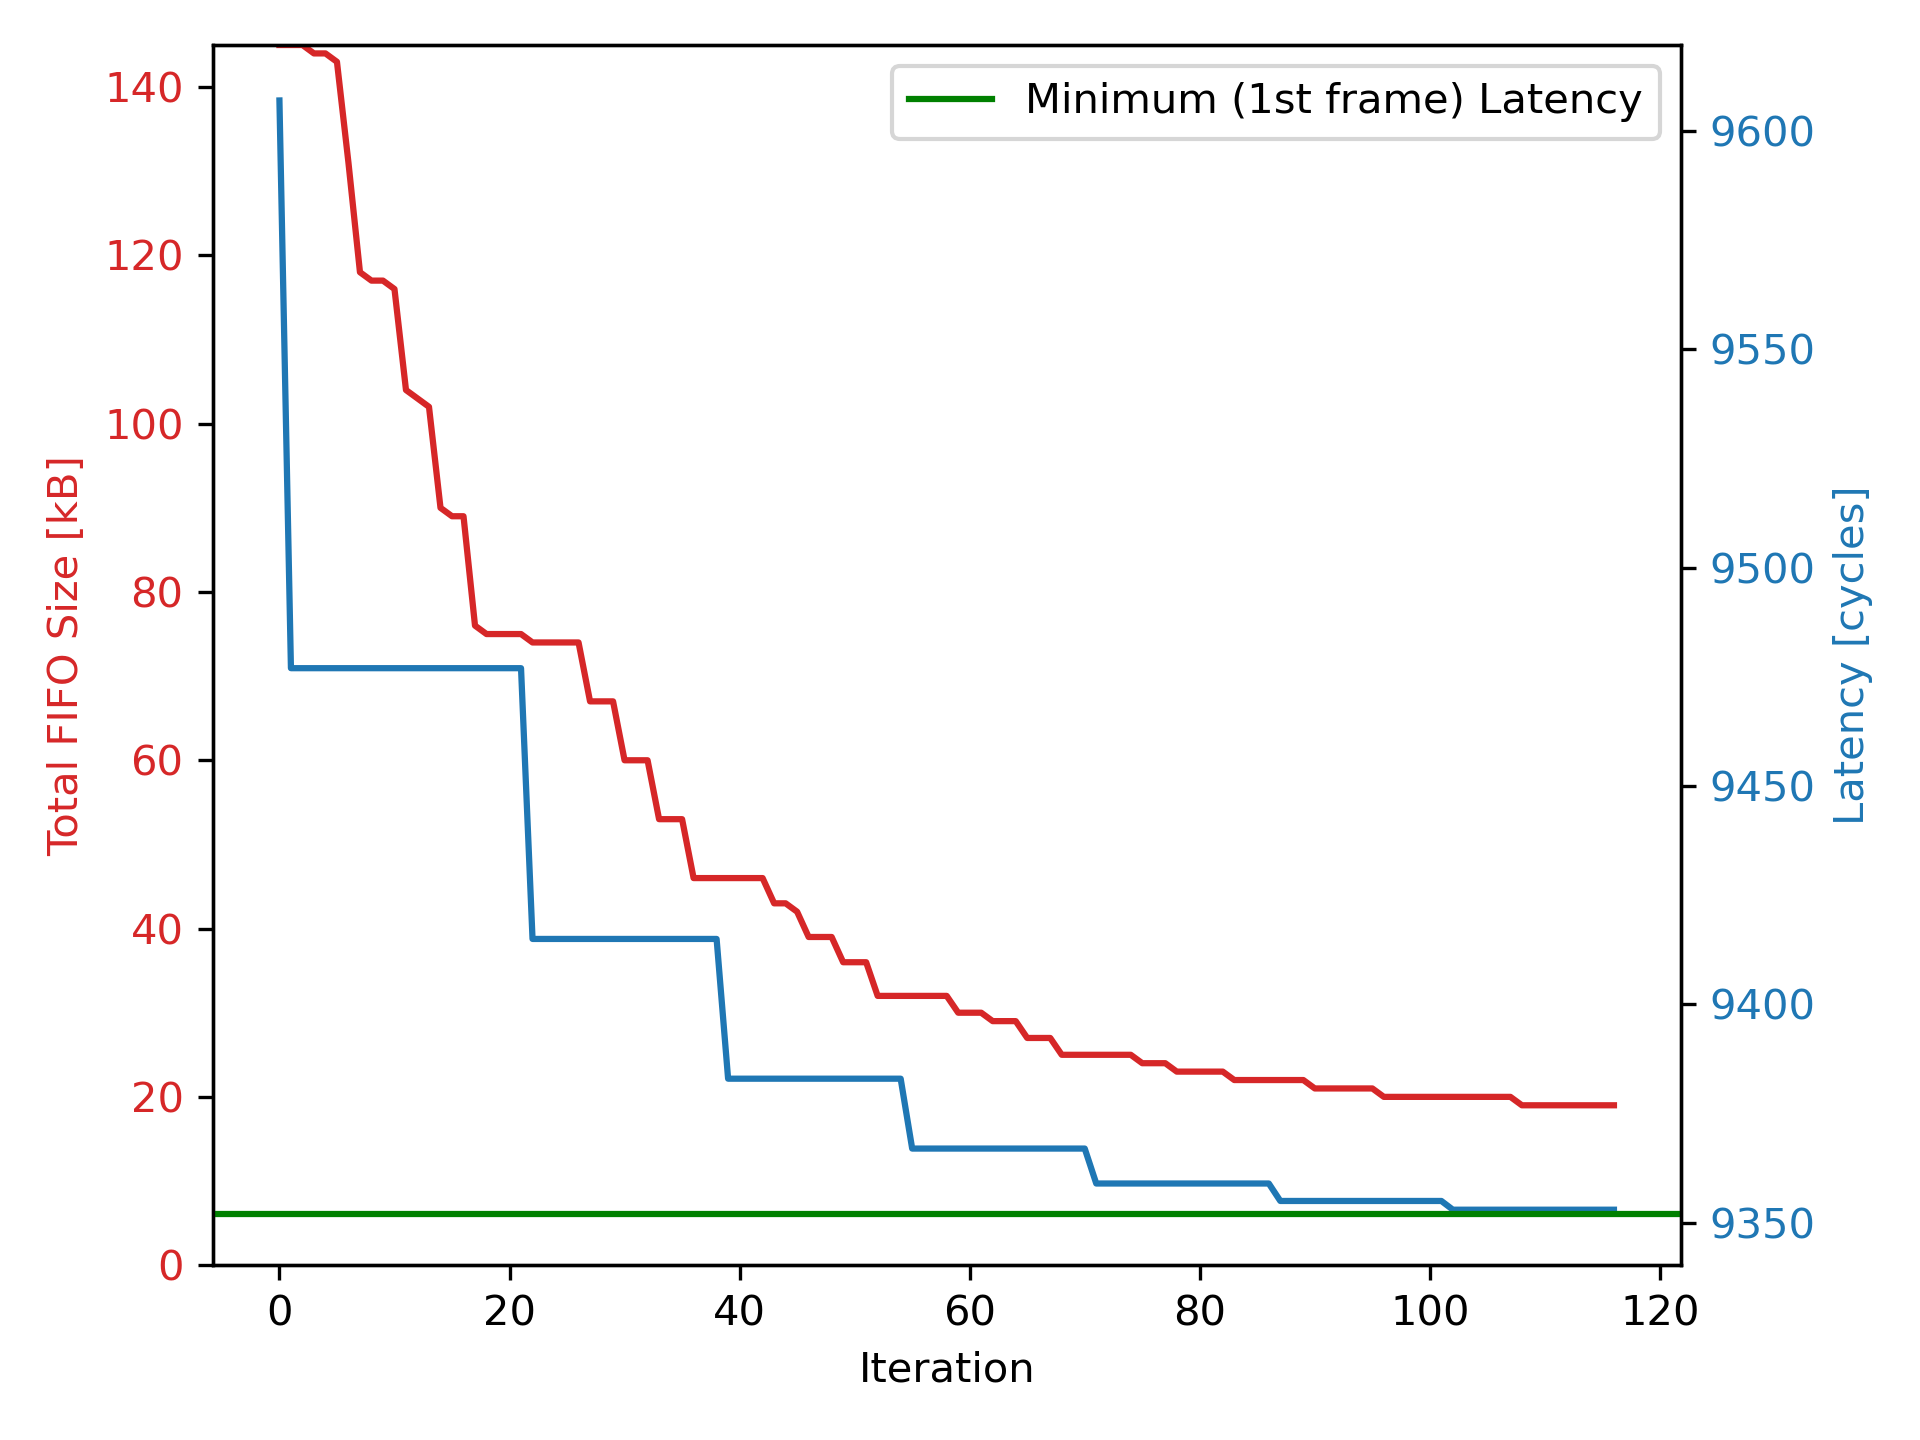 Minimum (1st frame) Latency
140
120
100
80
60
40
20
0
Total FIFO Size [kB]
9600
9550
9500
9450
9400
9350
Latency [cycles]
0 20 40 60 80 100 120
Iteration